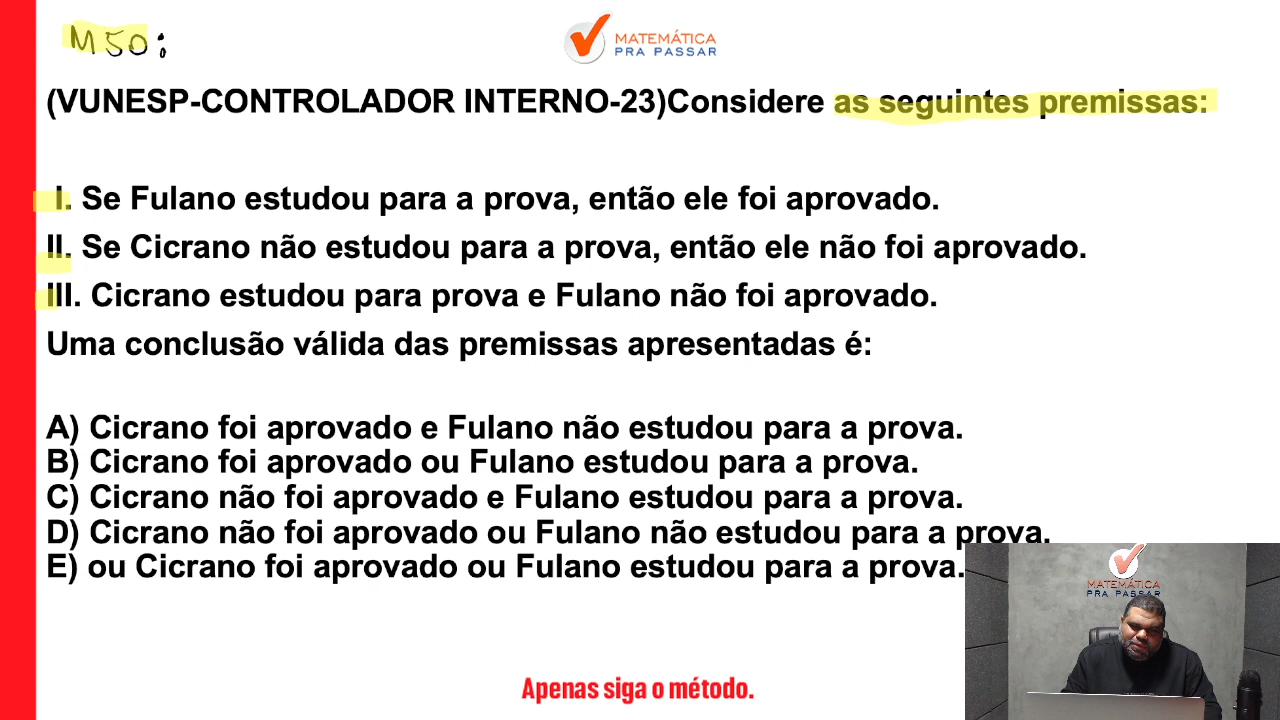 M50:
MATEMÁTICA
PRA PASSAR
(VUNESP-CONTROLADOR INTERNO-23)Considere as seguintes premissas:
I. Se Fulano estudou para a prova, então ele foi aprovado.
II. Se Cicrano não estudou para a prova, então ele não foi aprovado.
III. Cicrano estudou para prova e Fulano não foi aprovado.
Uma conclusão válida das premissas apresentadas é:
A) Cicrano foi aprovado e Fulano não estudou para a prova.
B) Cicrano foi aprovado ou Fulano estudou para a prova.
C) Cicrano não foi aprovado e Fulano estudou para a prova.
D) Cicrano não foi aprovado ou Fulano não estudou para a prova.
E) ou Cicrano foi aprovado ou Fulano estudou para a prova.
MATEMÁTICA
PRA PASSAR
Apenas siga o método.